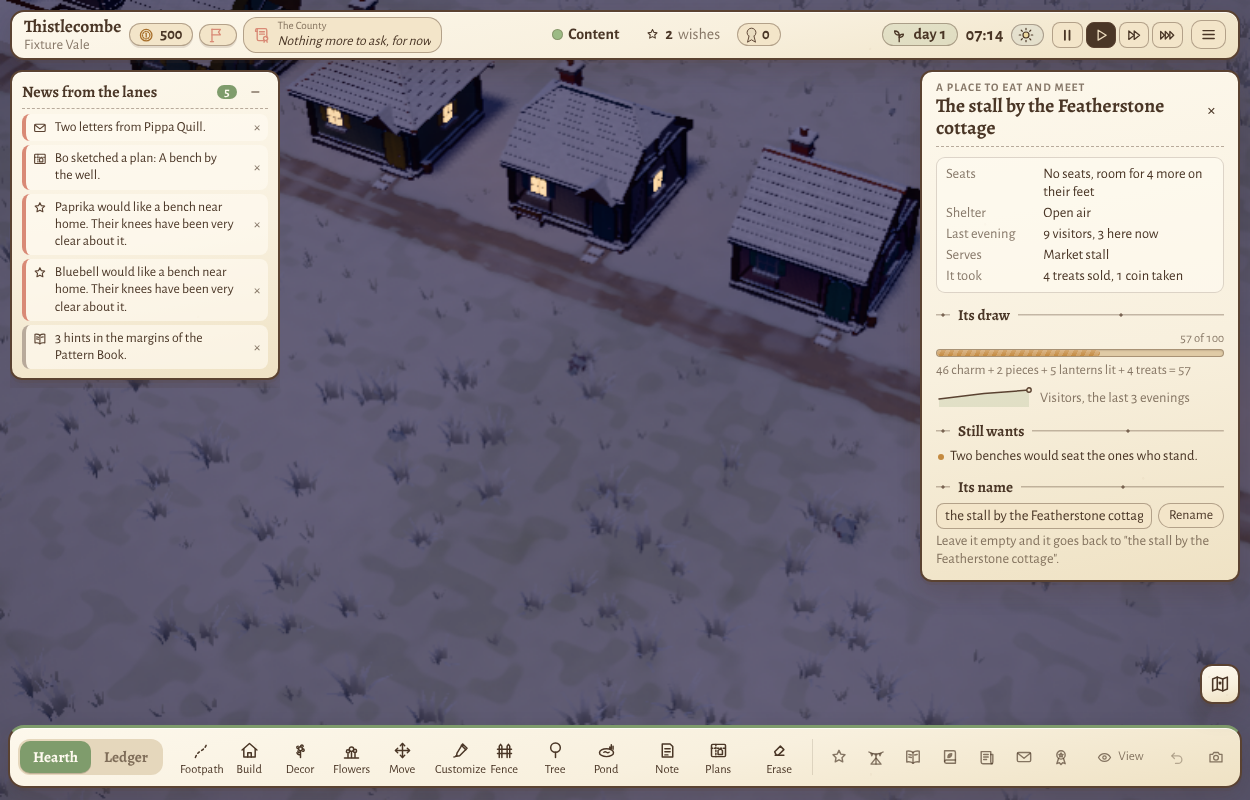 Thistlecombe
Fixture Vale
500
The County
Nothing more to ask, for now
Content
2 wishes
0
day 1
07:14
News from the lanes
5
Two letters from Pippa Quill.
Bo sketched a plan: A bench by
the well.
Paprika would like a bench near
home. Their knees have been very
clear about it.
Bluebell would like a bench near
home. Their knees have been very
clear about it.
3 hints in the margins of the
Pattern Book.
A PLACE TO EAT AND MEET
The stall by the Featherstone
cottage
Seats No seats, room for 4 more on
their feet
Shelter Open air
Last evening 9 visitors, 3 here now
Serves Market stall
It took 4 treats sold, 1 coin taken
Its draw
57 of 100
46 charm + 2 pieces + 5 lanterns lit + 4 treats = 57
Visitors, the last 3 evenings
Still wants
Two benches would seat the ones who stand.
Its name
the stall by the Featherstone cottag
Rename
Leave it empty and it goes back to "the stall by the
Featherstone cottage".
Hearth
Ledger
Footpath
Build
Decor
Flowers
Move
Customize
Fence
Tree
Pond
Note
Plans
Erase
View